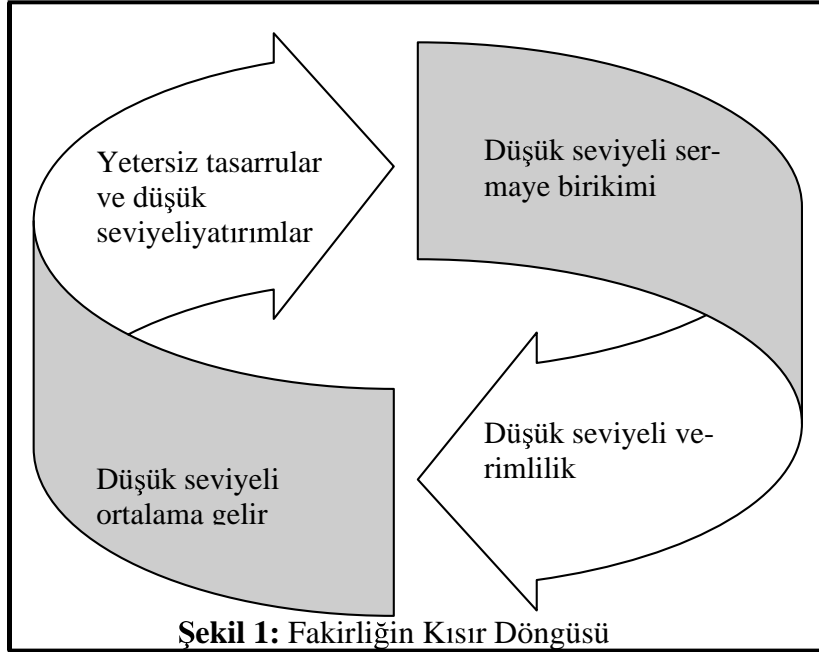 Yetersiz tasarrular
ve düşük
seviyeliyatırımlar
Düşük seviyeli ser-
maye birikimi
Düşük seviyeli ve-
rimlilik
Düşük seviyeli
ortalama gelir
Şekil 1: Fakirliğin Kısır Döngüsü